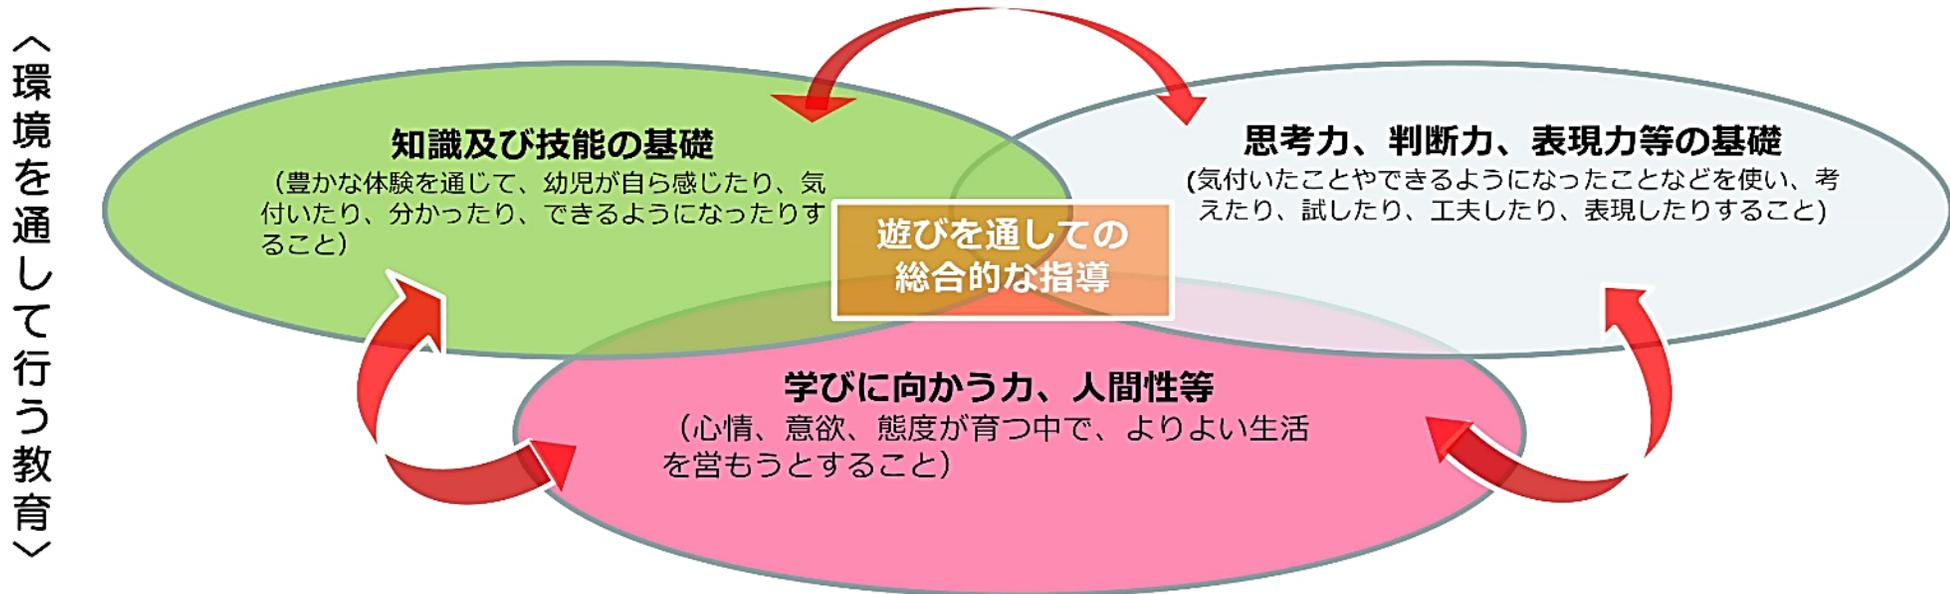 〈環境を通して行う教育〉
知識及び技能の基礎
（豊かな体験を通じて、幼児が自ら感じたり、気
付いたり、分かったり、できるようになったりす
ること）
思考力、判断力、表現力等の基礎
(気付いたことやできるようになったことなどを使い、考
えたり、試したり、工夫したり、表現したりすること)
遊びを通しての
総合的な指導
学びに向かう力、人間性等
（心情、意欲、態度が育つ中で、よりよい生活
を営もうとすること）